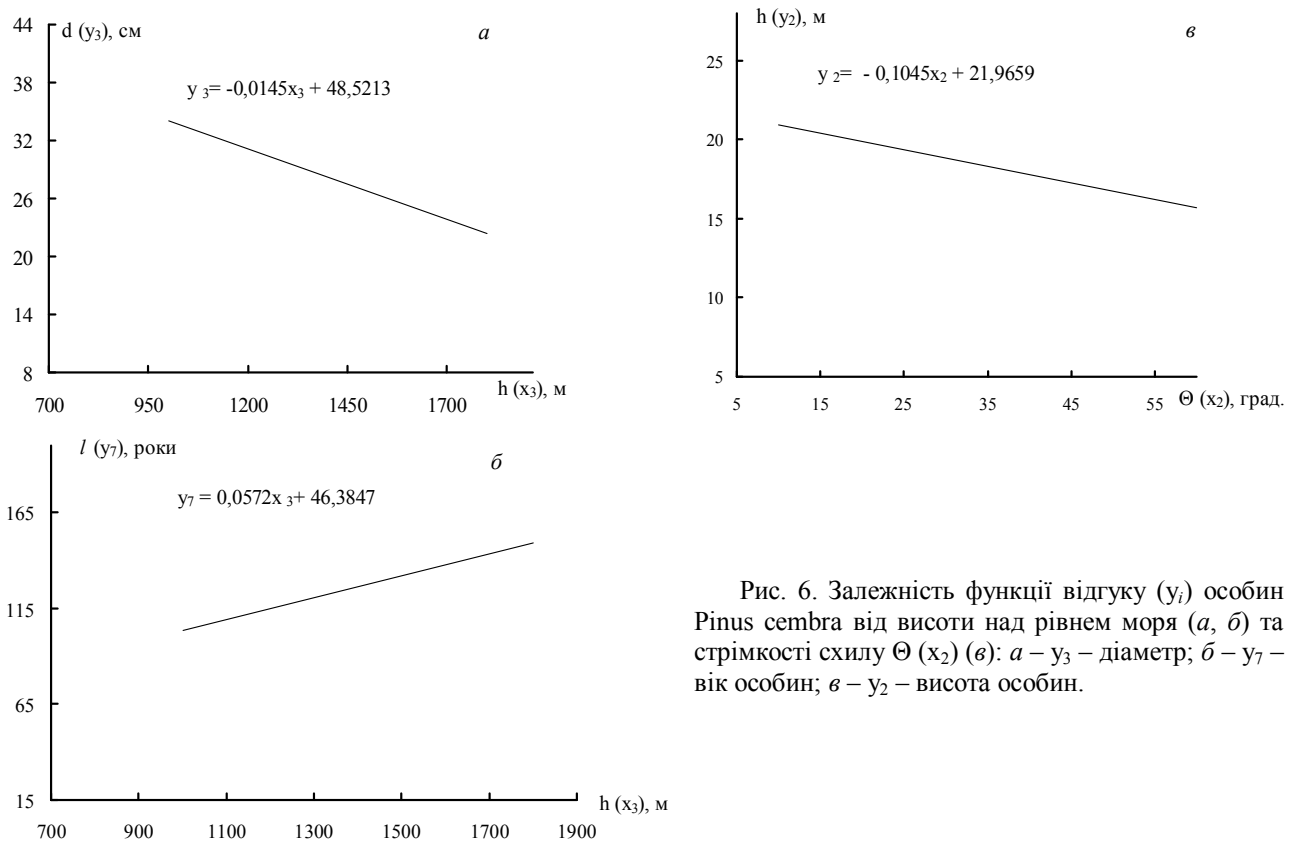 44
d (y3), см
а
38
y 3= -0,0145x3 + 48,5213
32
26
20
14
8
h (x3), м
700 950 1200 1450 1700
h (y2), м
в
25
y 2= - 0,1045x2 + 21,9659
20
15
10
5
5 15 25 35 45 55 Θ (x2), град.
l (y7), роки
б
y7 = 0,0572x 3+ 46,3847
165
115
65
15
h (x3), м
700 900 1100 1300 1500 1700 1900
Рис. 6. Залежність функції відгуку (yi) особин
Pinus cembra від висоти над рівнем моря (а, б) та
стрімкості схилу Θ (x2) (в): а – y3 – діаметр; б – y7 –
вік особин; в – y2 – висота особин.